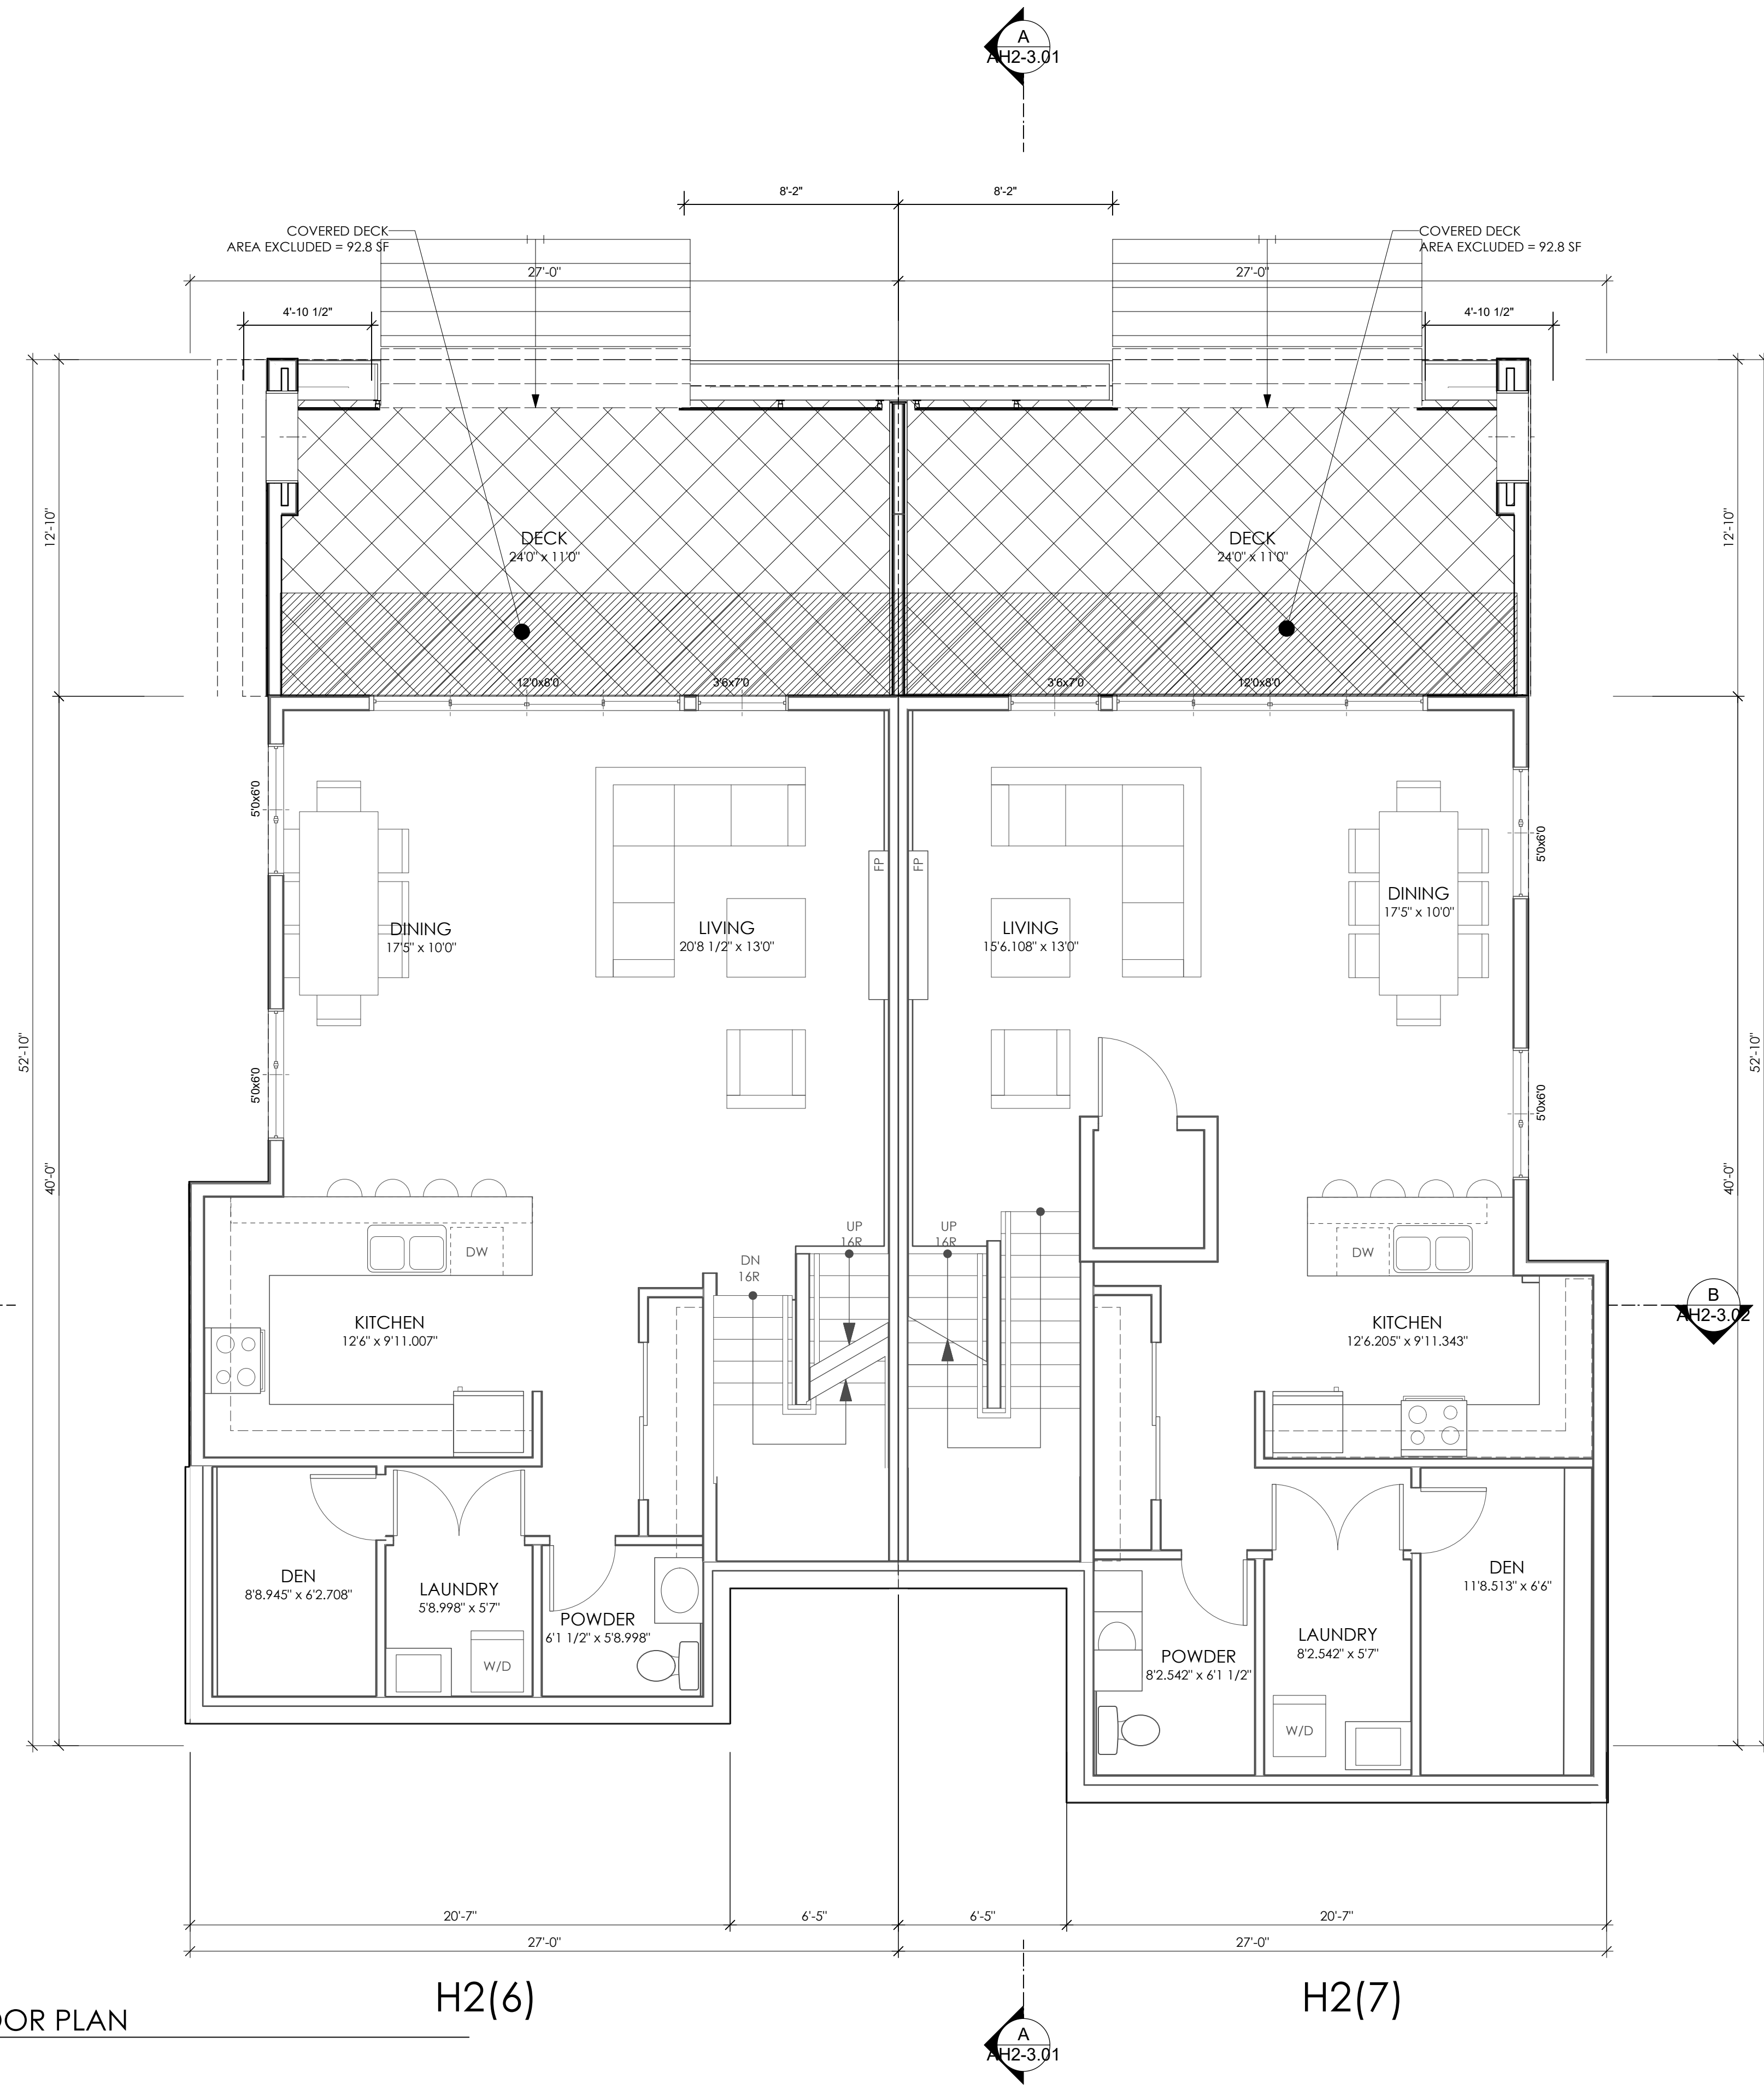 A
AH2-3.01
8'-2"
8'-2"
COVERED DECK
AREA EXCLUDED = 92.8 SF
COVERED DECK
AREA EXCLUDED = 92.8 SF
27'-0"
27'-0"
4'-10 1/2"
4'-10 1/2"
12'-10"
12'-10"
DECK
24'0" x 11'0"
DECK
24'0" x 11'0"
12'0x8'0
3'6x7'0
3'6x7'0
12'0x8'0
5'0x6'0
5'0x6'0
FP
FP
DINING
17'5" x 10'0"
LIVING
20'8 1/2" x 13'0"
LIVING
15'6.108" x 13'0"
DINING
17'5" x 10'0"
52'-10"
52'-10"
5'0x6'0
5'0x6'0
40'-0"
40'-0"
DW
DN
16R
UP
16R
UP
16R
DW
B
AH2-3.02
KITCHEN
12'6" x 9'11.007"
KITCHEN
12'6.205" x 9'11.343"
DEN
8'8.945" x 6'2.708"
LAUNDRY
5'8.998" x 5'7"
POWDER
6'1 1/2" x 5'8.998"
W/D
DEN
11'8.513" x 6'6"
LAUNDRY
8'2.542" x 5'7"
POWDER
8'2.542" x 6'1 1/2"
W/D
20'-7"
6'-5"
6'-5"
20'-7"
27'-0"
27'-0"
H2(6)
H2(7)
OOR PLAN
A
AH2-3.01